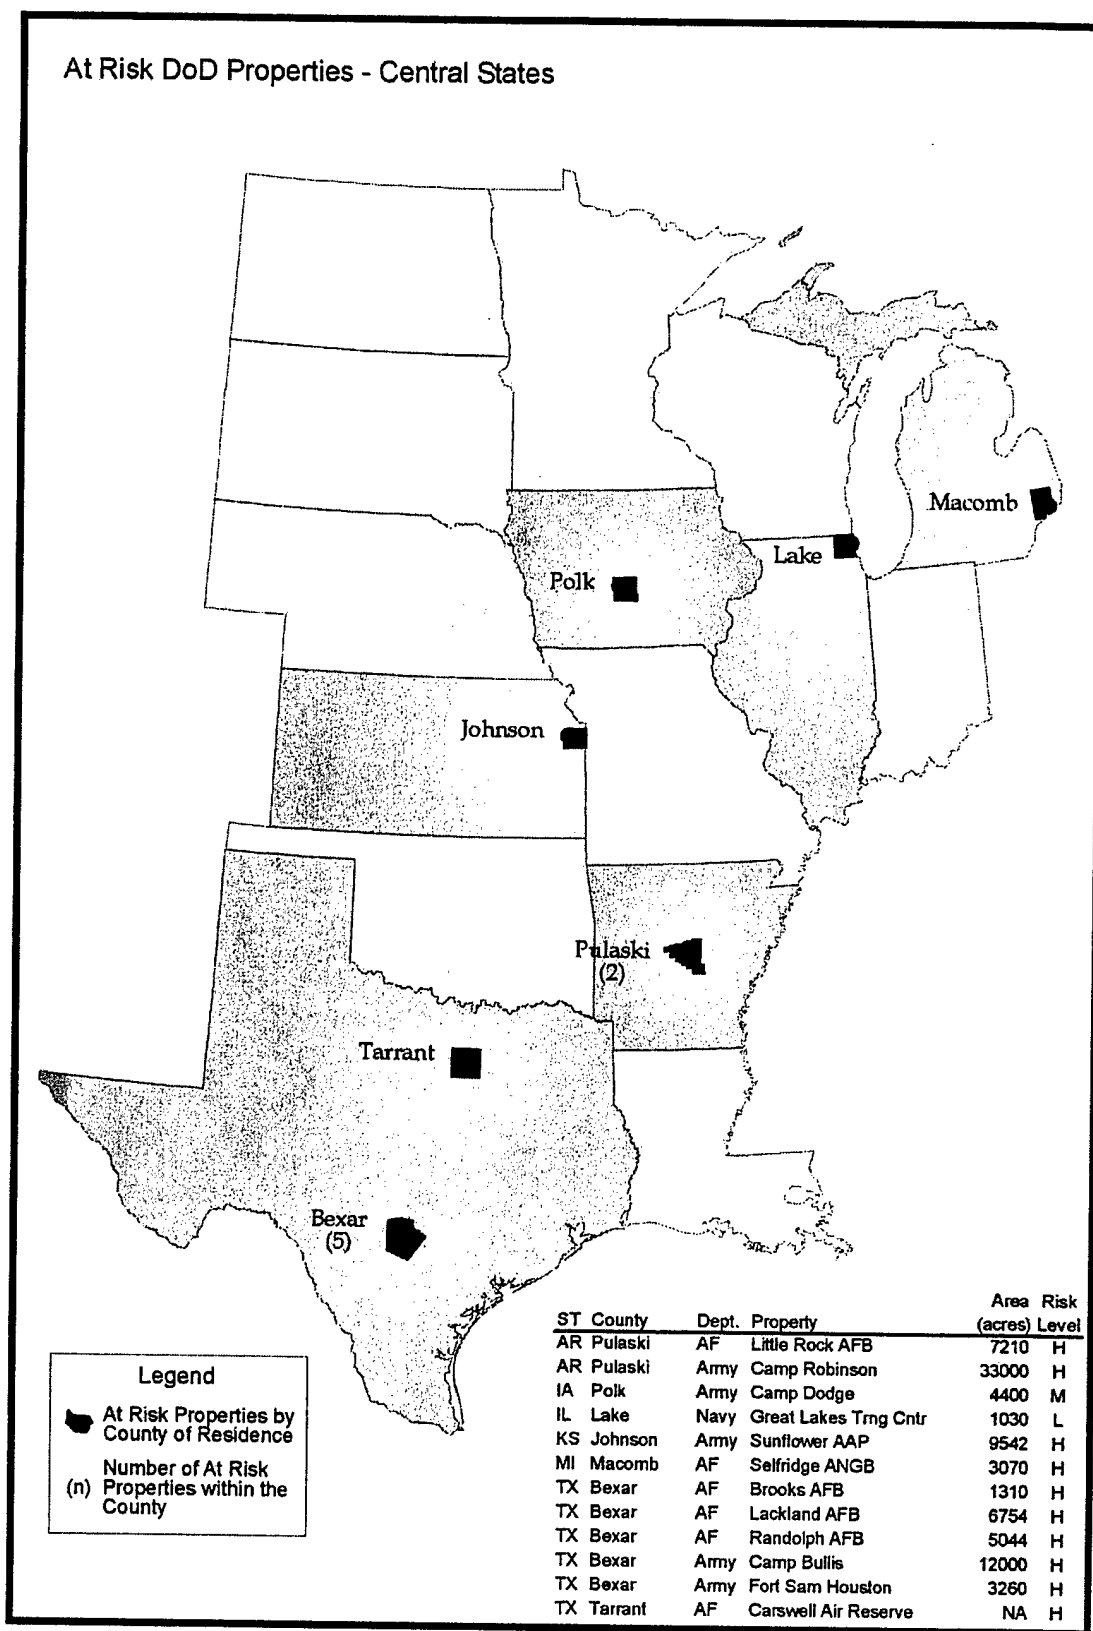 At Risk DoD Properties - Central States
Macomb
Lake
Polk
Johnson
Pulaski
(2)
Tarrant
Bexar
(5)
Legend
At Risk Properties by
County of Residence
Number of At Risk
(n) Properties within the
County
Area Risk
ST County Dept. Property (acres) Level
AR Pulaski AF Little Rock AFB 7210 H
AR Pulaski Army Camp Robinson 33000 H
IA Polk Army Camp Dodge 4400 M
IL Lake Navy Great Lakes Trng Cntr 1030 L
KS Johnson Army Sunflower AAP 9542 H
MI Macomb AF Selfridge ANGB 3070 H
TX Bexar AF Brooks AFB 1310 H
TX Bexar AF Lackland AFB 6754 H
TX Bexar AF Randolph AFB 5044 H
TX Bexar Army Camp Bullis 12000 H
TX Bexar Army Fort Sam Houston 3260 H
TX Tarrant AF Carswell Air Reserve NA H